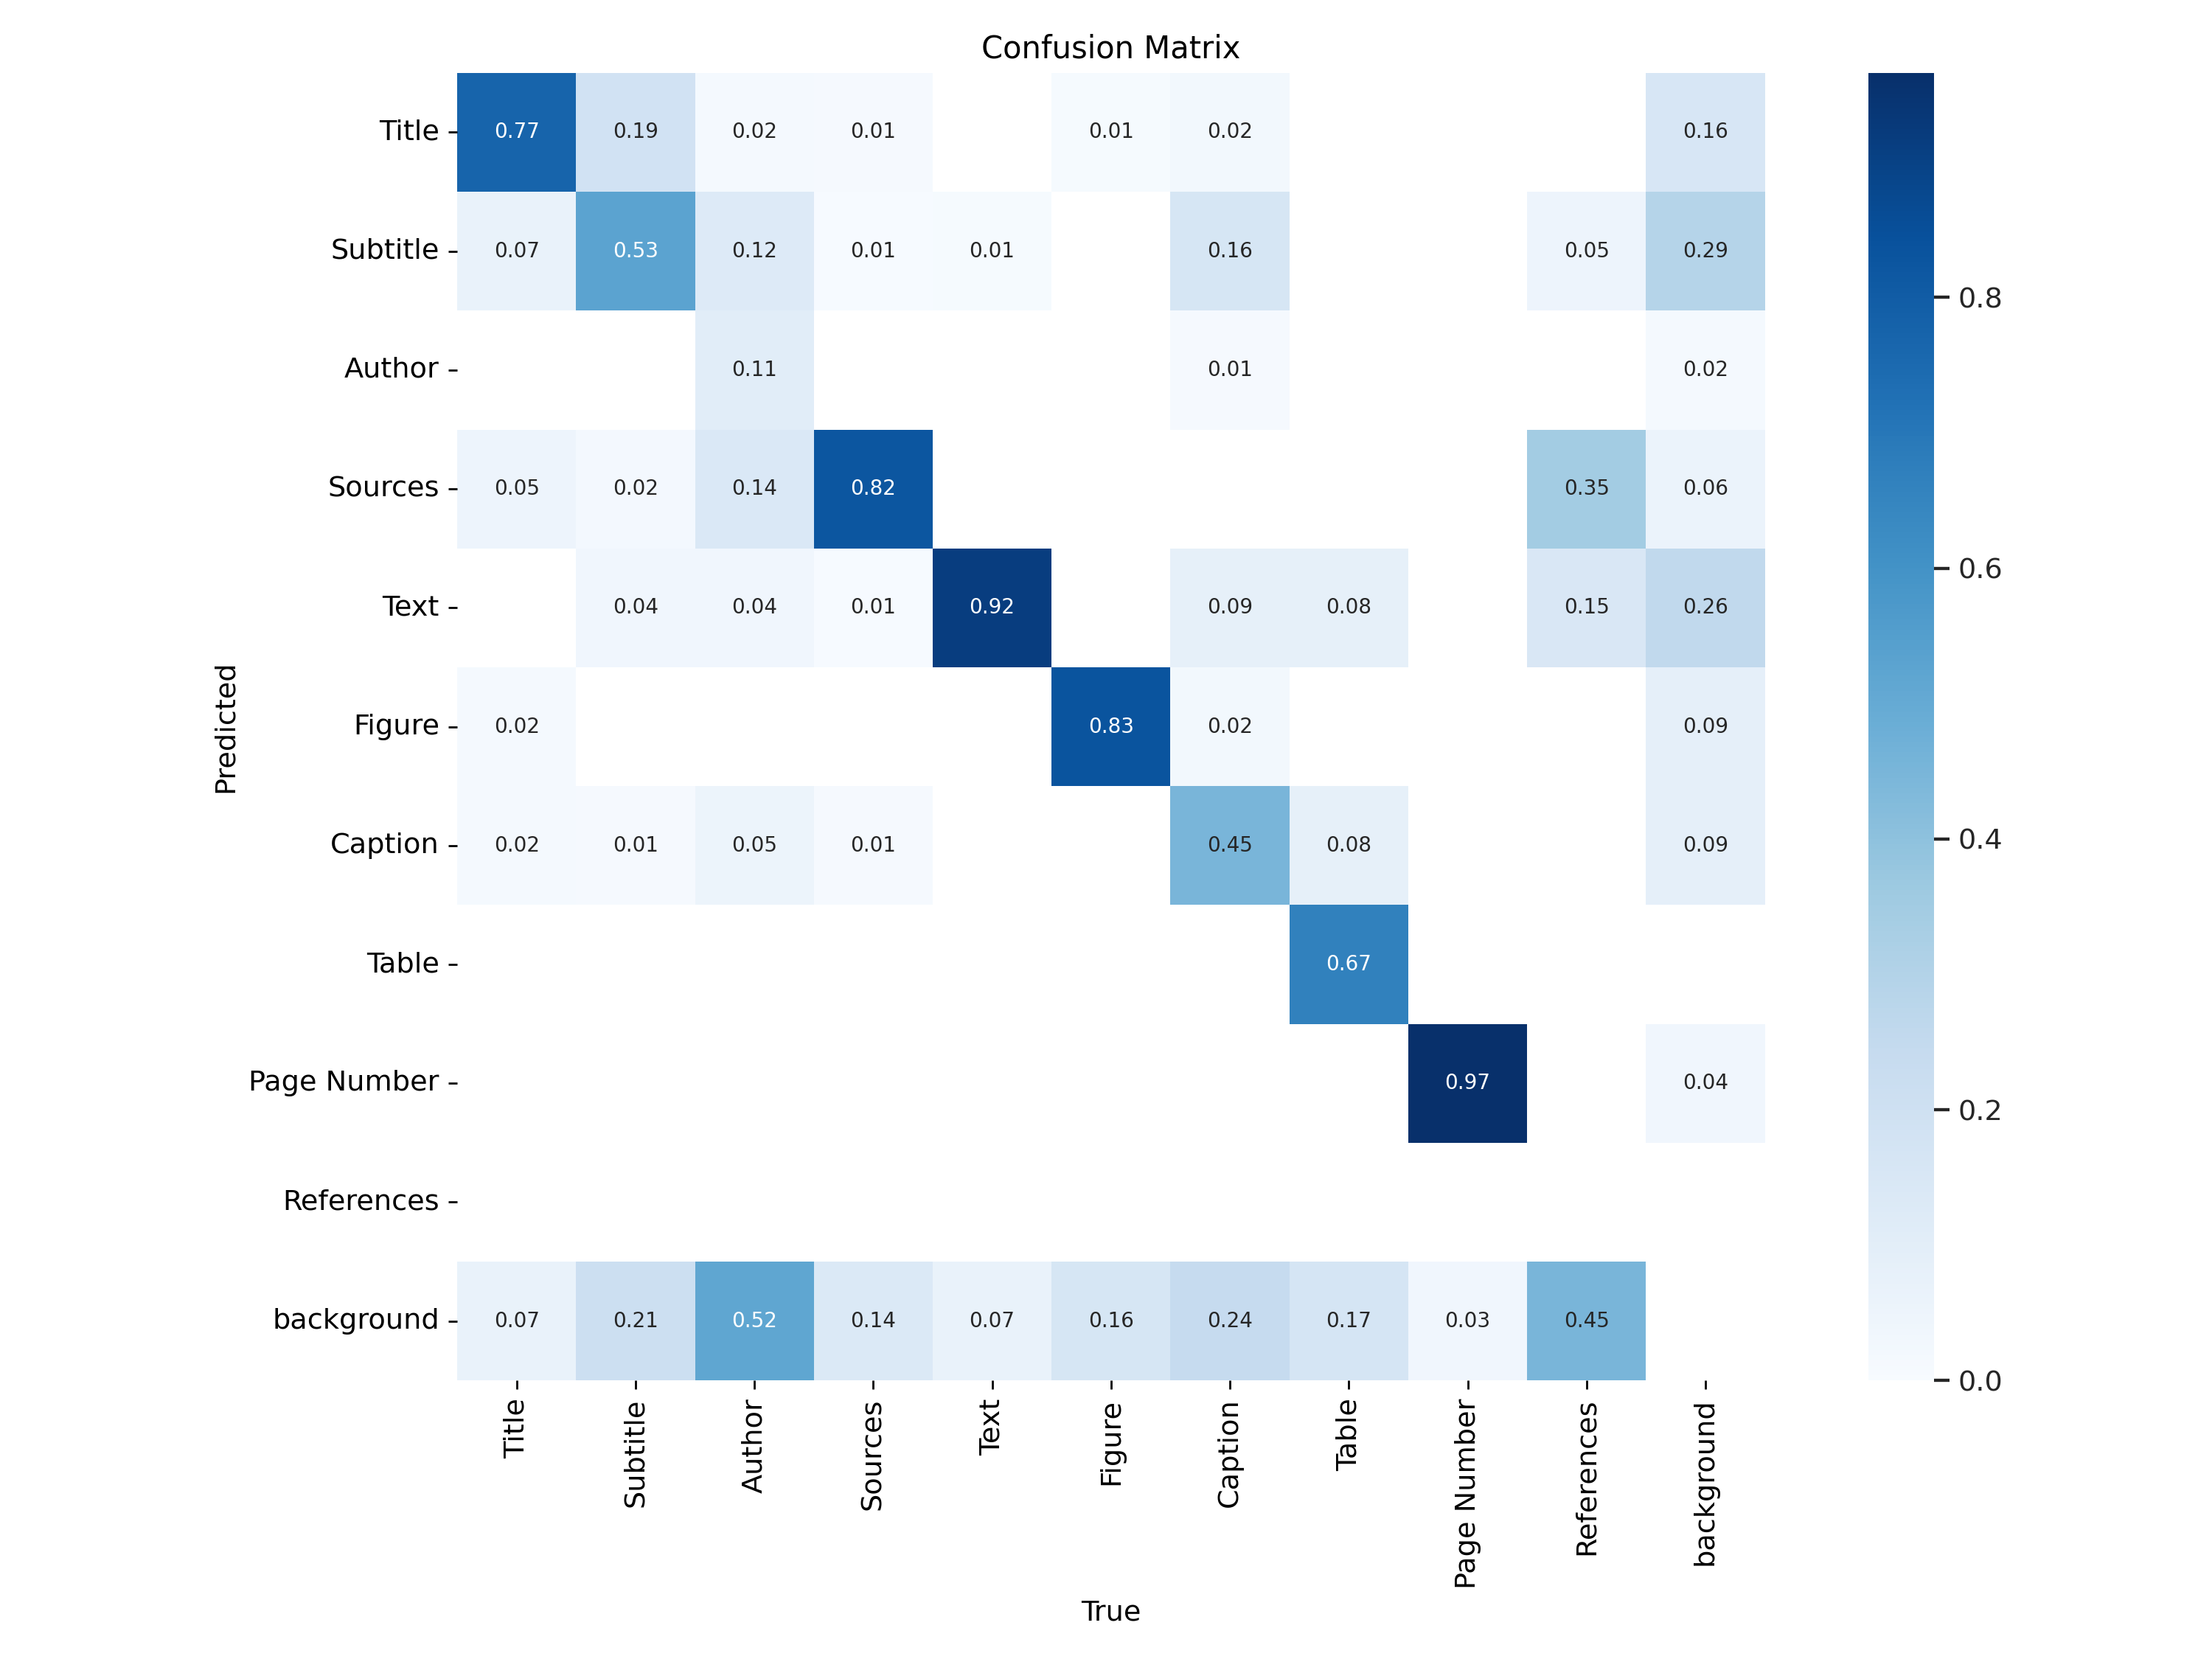 Confusion Matrix
Title 0.77 0.19 0.02 0.01 0.01 0.02 0.16
Subtitle 0.07 0.53 0.12 0.01 0.01 0.16 0.05 0.29
Author 0.11 0.01 0.02
Sources 0.05 0.02 0.14 0.82 0.35 0.06
Text 0.04 0.04 0.01 0.92 0.09 0.08 0.15 0.26
Figure 0.02 0.83 0.02 0.09
Caption 0.02 0.01 0.05 0.01 0.45 0.08 0.09
Table 0.67
Page Number 0.97 0.04
References
background 0.07 0.21 0.52 0.14 0.07 0.16 0.24 0.17 0.03 0.45
Predicted
Title Subtitle Author Sources Text Figure Caption Table Page Number References background
True
0.8
0.6
0.4
0.2
0.0